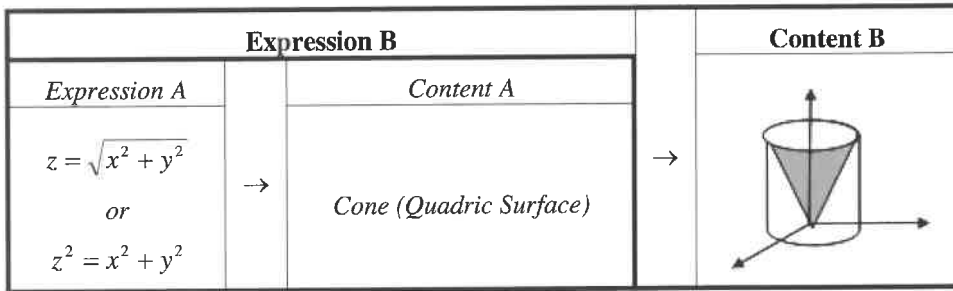 Expression B
Content B
Expression A
Content A
z = √(x² + y²)
or
z² = x² + y²
→
Cone (Quadric Surface)
→